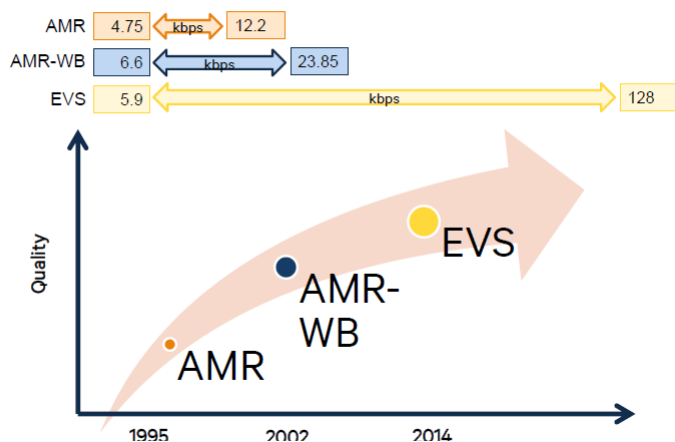 AMR 4.75 kbps 12.2
AMR-WB 6.6 kbps 23.85
EVS 5.9 kbps 128
Quality
EVS
AMR-
WB
AMR
1995 2002 2014